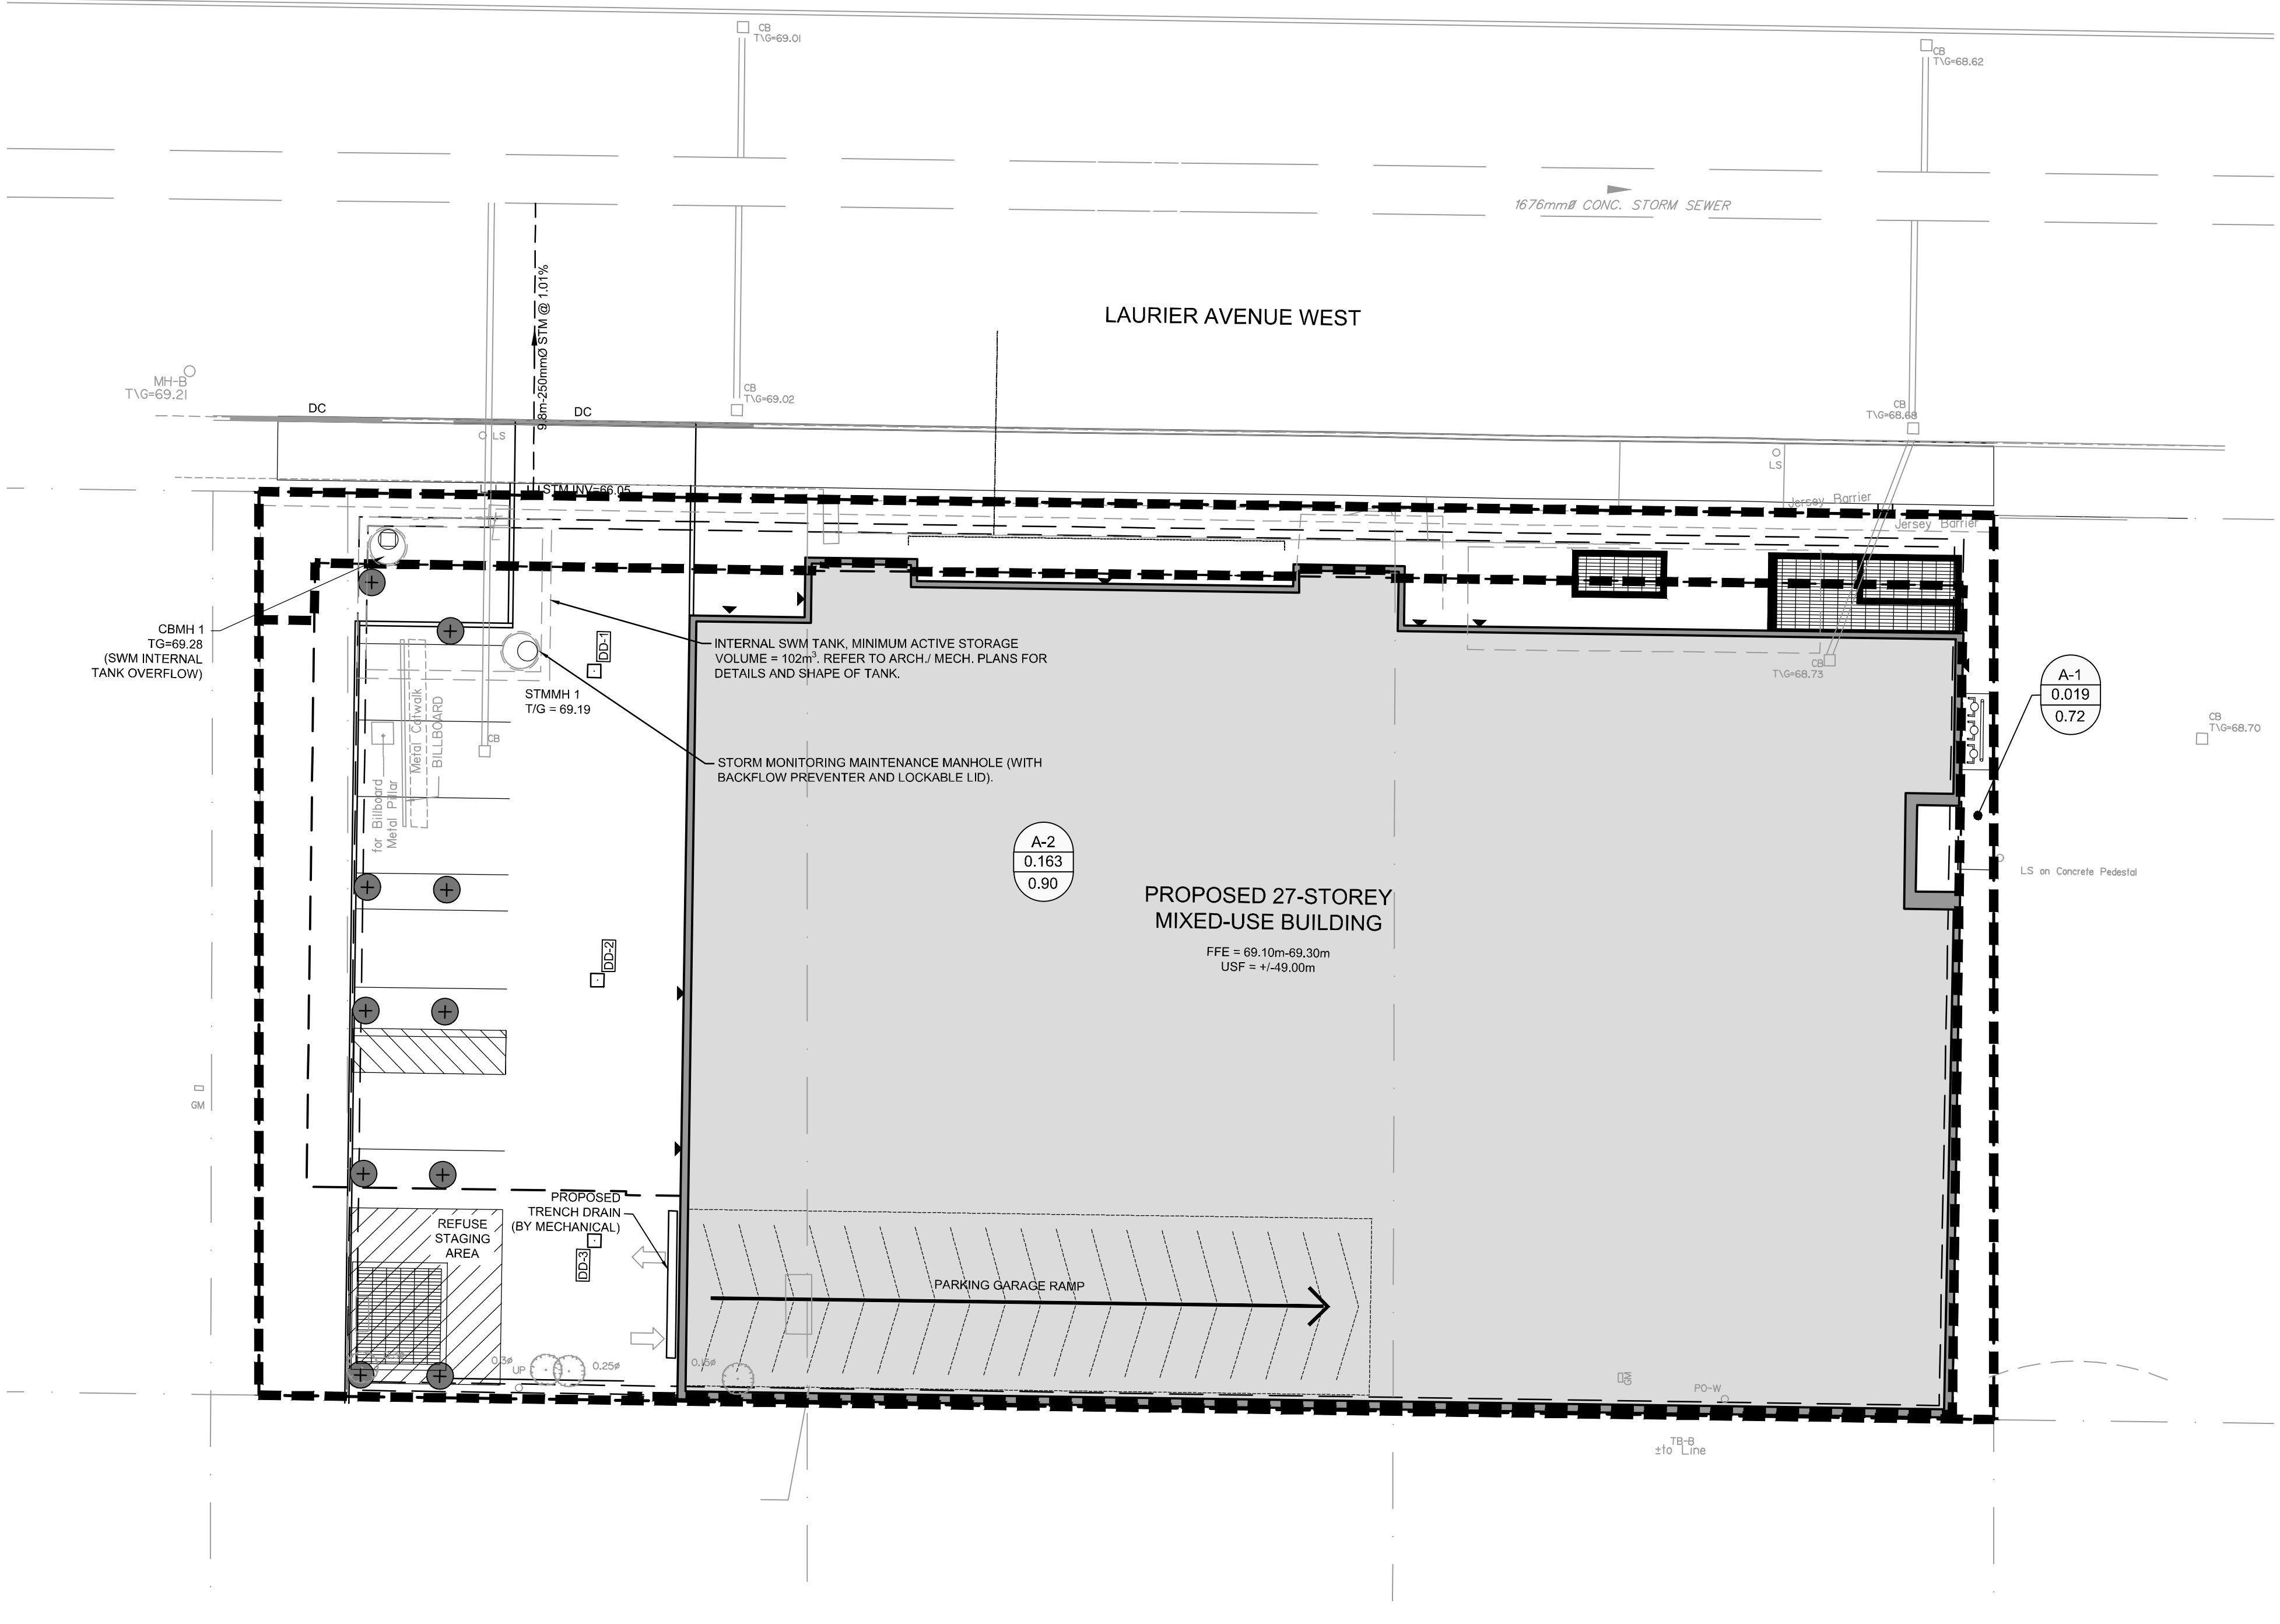 CB
T\G=69.01
CB
T\G=68.62
1676mmØ CONC. STORM SEWER
9.8m-250mmØ STM @ 1.01%
LAURIER AVENUE WEST
MH-B
T\G=69.21
DC
DC
CB
T\G=69.02
CB
T\G=68.68
LS
LS
STM INV=66.05
Jersey Barrier
Jersey Barrier
CBMH 1
TG=69.28
(SWM INTERNAL
TANK OVERFLOW)
DD-1
INTERNAL SWM TANK, MINIMUM ACTIVE STORAGE
VOLUME = 102m³. REFER TO ARCH./ MECH. PLANS FOR
DETAILS AND SHAPE OF TANK.
CB
T\G=68.73
A-1
0.019
0.72
STMMH 1
T/G = 69.19
Metal Catwalk
BILLBOARD
CB
CB
T\G=68.70
STORM MONITORING MAINTENANCE MANHOLE (WITH
BACKFLOW PREVENTER AND LOCKABLE LID).
for Billboard
Metal Pillar
A-2
0.163
0.90
LS on Concrete Pedestal
PROPOSED 27-STOREY
MIXED-USE BUILDING
FFE = 69.10m-69.30m
USF = +/-49.00m
DD-2
GM
PROPOSED
TRENCH DRAIN
(BY MECHANICAL)
REFUSE
STAGING
AREA
DD-3
PARKING GARAGE RAMP
0.3ø
UP
0.25ø
0.15ø
GM
PO-W
TB-B
±to Line